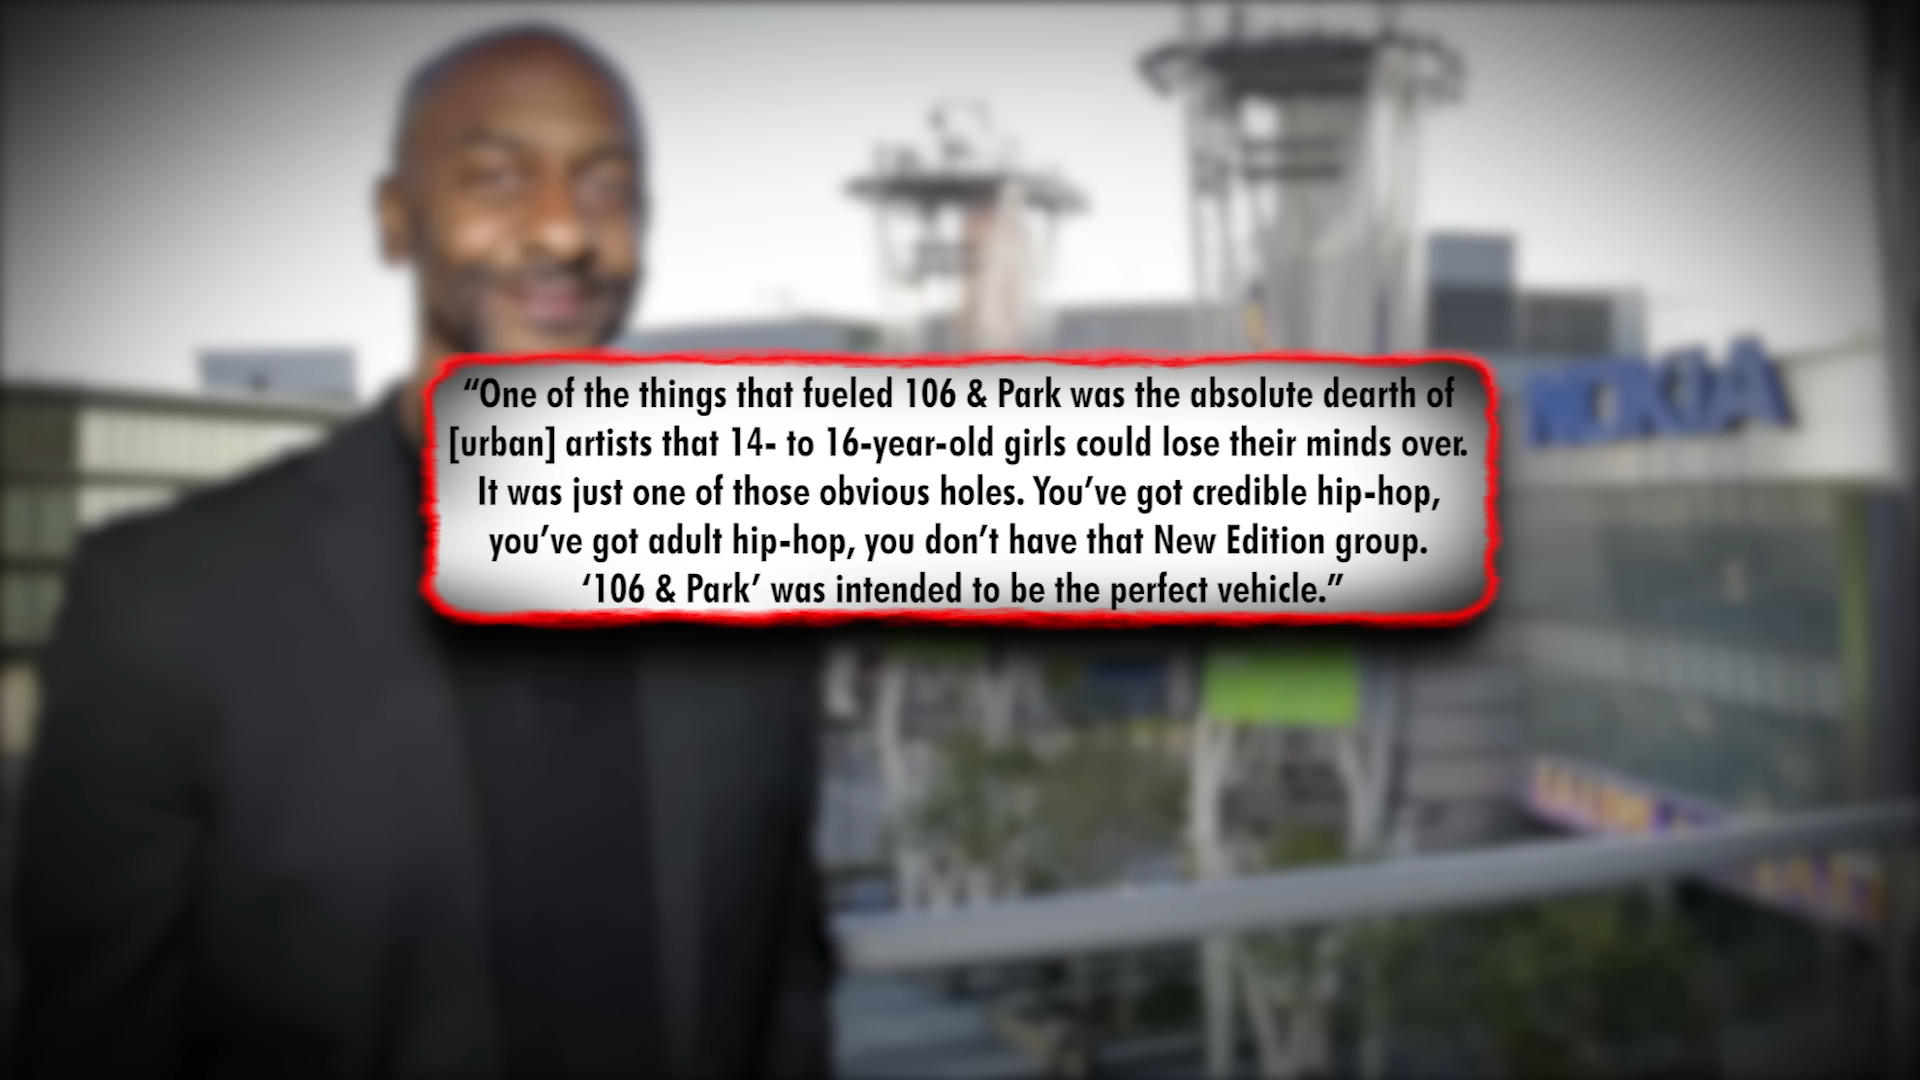 “One of the things that fueled 106 & Park was the absolute dearth of
[urban] artists that 14- to 16-year-old girls could lose their minds over.
It was just one of those obvious holes. You’ve got credible hip-hop,
you’ve got adult hip-hop, you don’t have that New Edition group.
‘106 & Park’ was intended to be the perfect vehicle.”
NOKIA